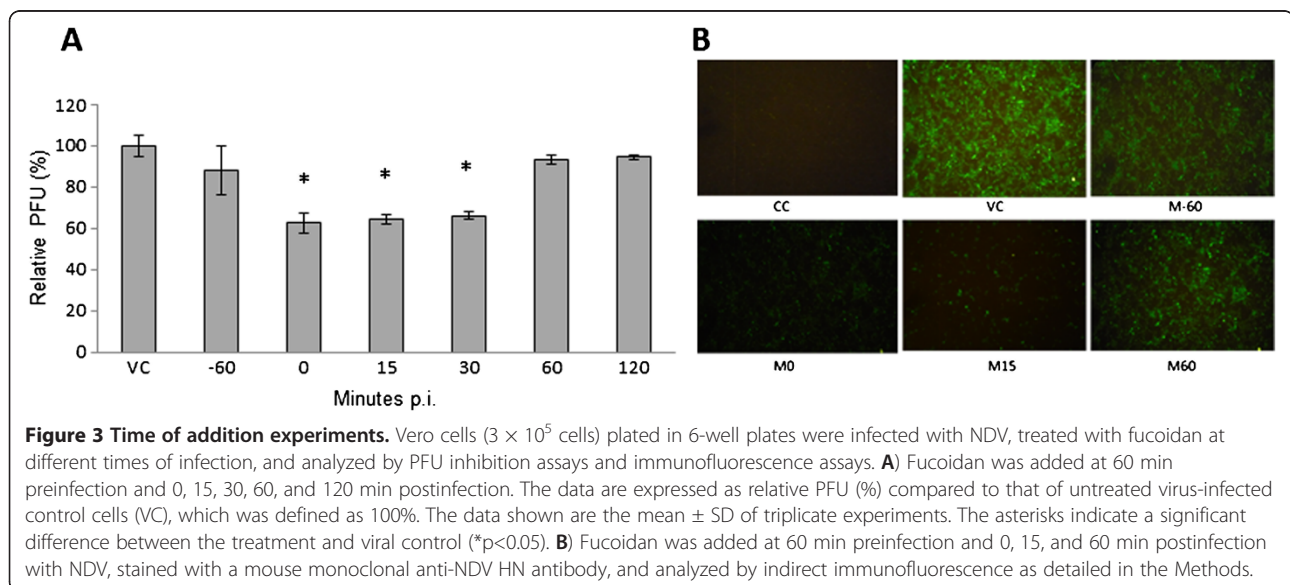 A
B
120
100
80
60
40
20
0
Relative PFU (%)
*
*
*
VC
-60
0
15
30
60
120
Minutes p.i.
CC
VC
M-60
M0
M15
M60
Figure 3 Time of addition experiments. Vero cells (3 × 10⁵ cells) plated in 6-well plates were infected with NDV, treated with fucoidan at
different times of infection, and analyzed by PFU inhibition assays and immunofluorescence assays. A) Fucoidan was added at 60 min
preinfection and 0, 15, 30, 60, and 120 min postinfection. The data are expressed as relative PFU (%) compared to that of untreated virus-infected
control cells (VC), which was defined as 100%. The data shown are the mean ± SD of triplicate experiments. The asterisks indicate a significant
difference between the treatment and viral control (*p<0.05). B) Fucoidan was added at 60 min preinfection and 0, 15, and 60 min postinfection
with NDV, stained with a mouse monoclonal anti-NDV HN antibody, and analyzed by indirect immunofluorescence as detailed in the Methods.